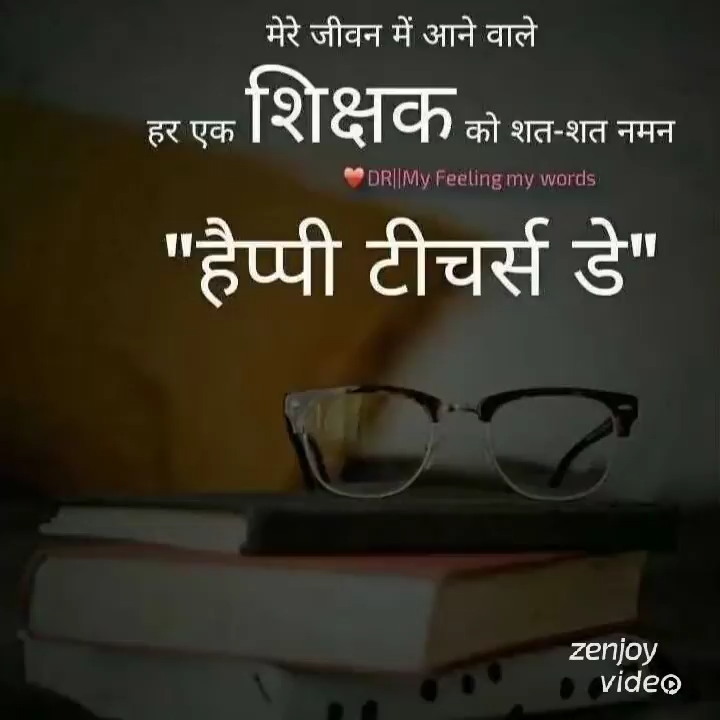 मेरे जीवन में आने वाले
हर एक शिक्षक को शत-शत नमन
❤️DR||My Feeling my words
"हैप्पी टीचर्स डे"
zenjoy
video